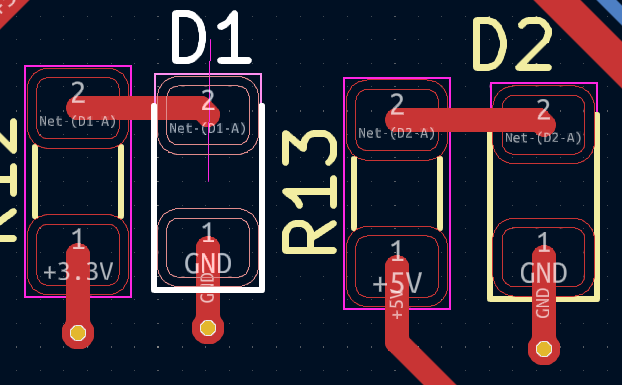 D1
D2
2
Net-(D1-A)
2
Net-(D1-A)
2
Net-(D2-A)
2
Net-(D2-A)
R12
R13
1
+3.3V
1
GND
GND
1
+5V
+5V
1
GND
GND